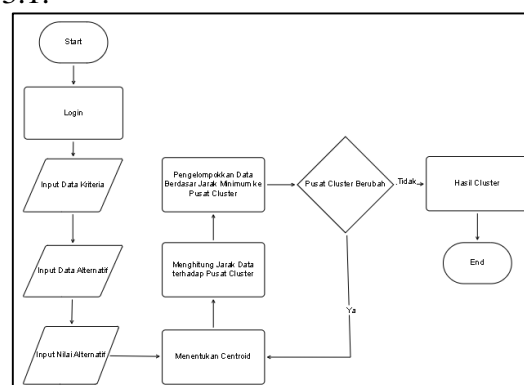 3.1.
Start
Login
Input Data Kriteria
Input Data Alternatif
Input Nilai Alternatif
Menentukan Centroid
Menghitung Jarak Data
terhadap Pusat Cluster
Pengelompokkan Data
Berdasar Jarak Minimum ke
Pusat Cluster
Pusat Cluster Berubah
Tidak
Ya
Hasil Cluster
End